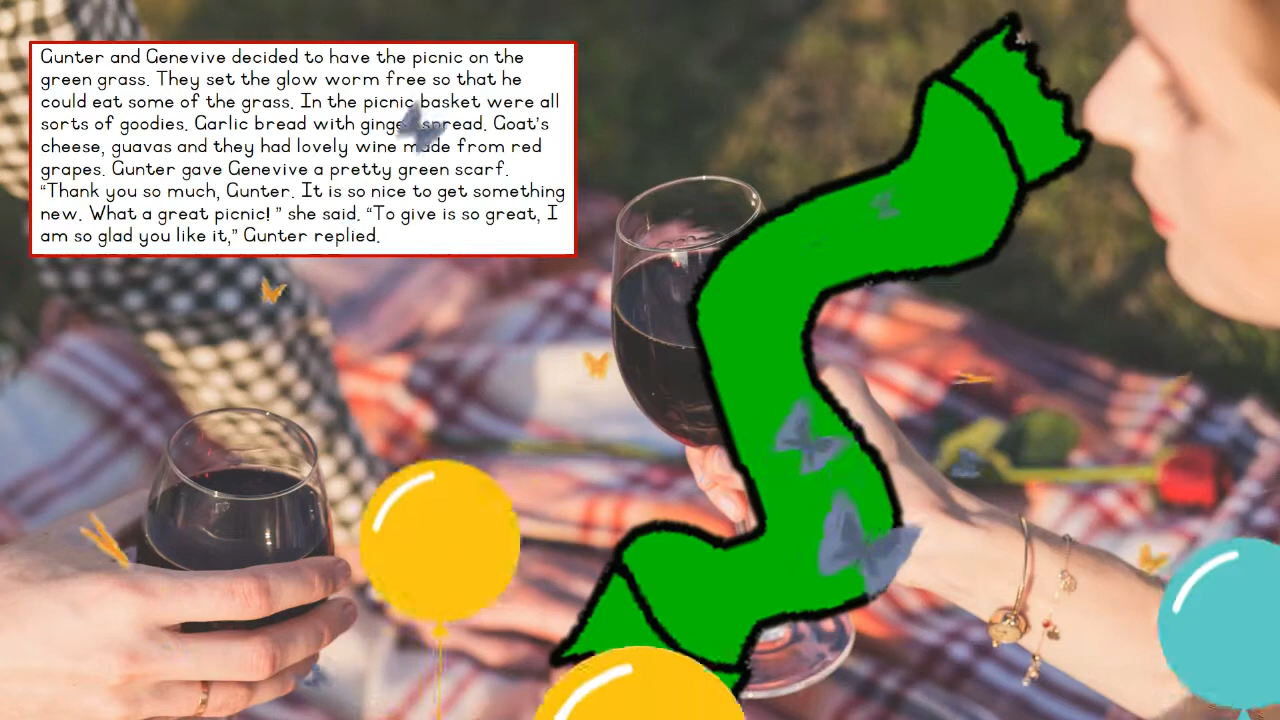 Gunter and Genevive decided to have the picnic on the
green grass. They set the glow worm free so that he
could eat some of the grass. In the picnic basket were all
sorts of goodies. Garlic bread with ginger spread. Goat's
cheese, guavas and they had lovely wine made from red
grapes. Gunter gave Genevive a pretty green scarf.
“Thank you so much, Gunter. It is so nice to get something
new. What a great picnic! ” she said. “To give is so great, I
am so glad you like it,” Gunter replied.